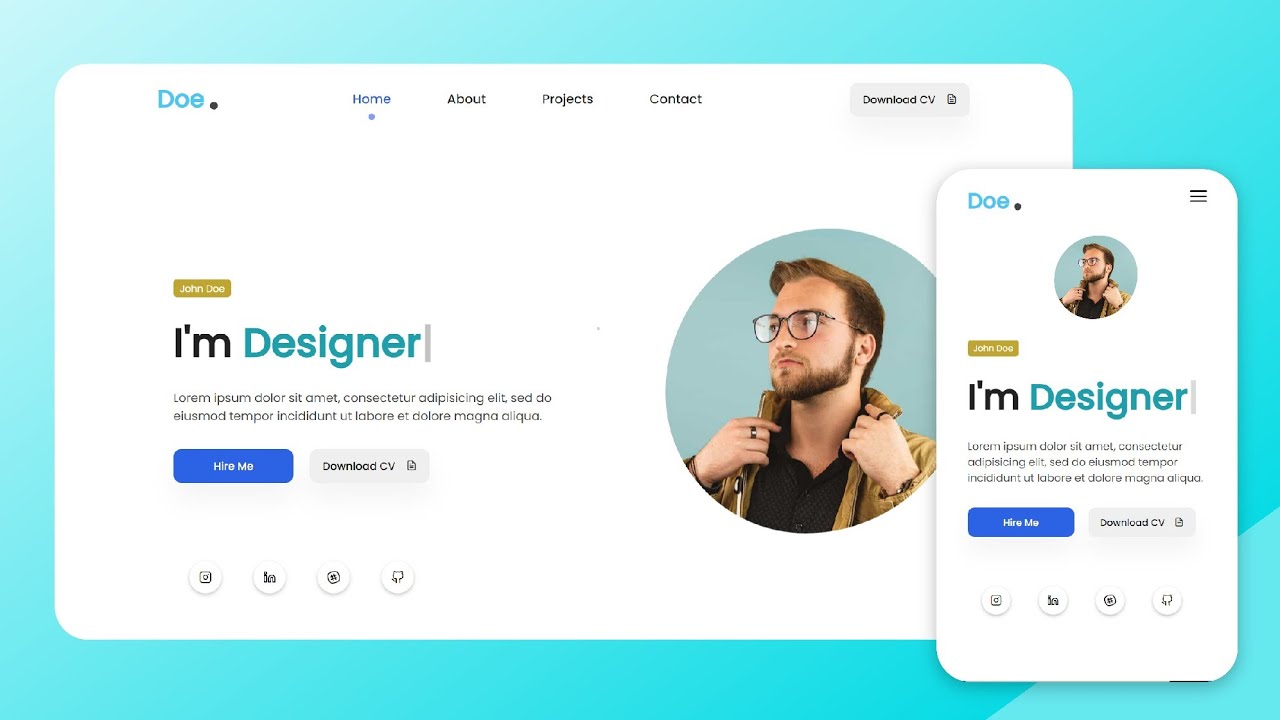 Doe.
Home
About
Projects
Contact
Download CV
John Doe
I'm Designer
Lorem ipsum dolor sit amet, consectetur adipisicing elit, sed do
eiusmod tempor incididunt ut labore et dolore magna aliqua.
Hire Me
Download CV
in
Doe.
John Doe
I'm Designer
Lorem ipsum dolor sit amet, consectetur
adipisicing elit, sed do eiusmod tempor
incididunt ut labore et dolore magna aliqua.
Hire Me
Download CV
in